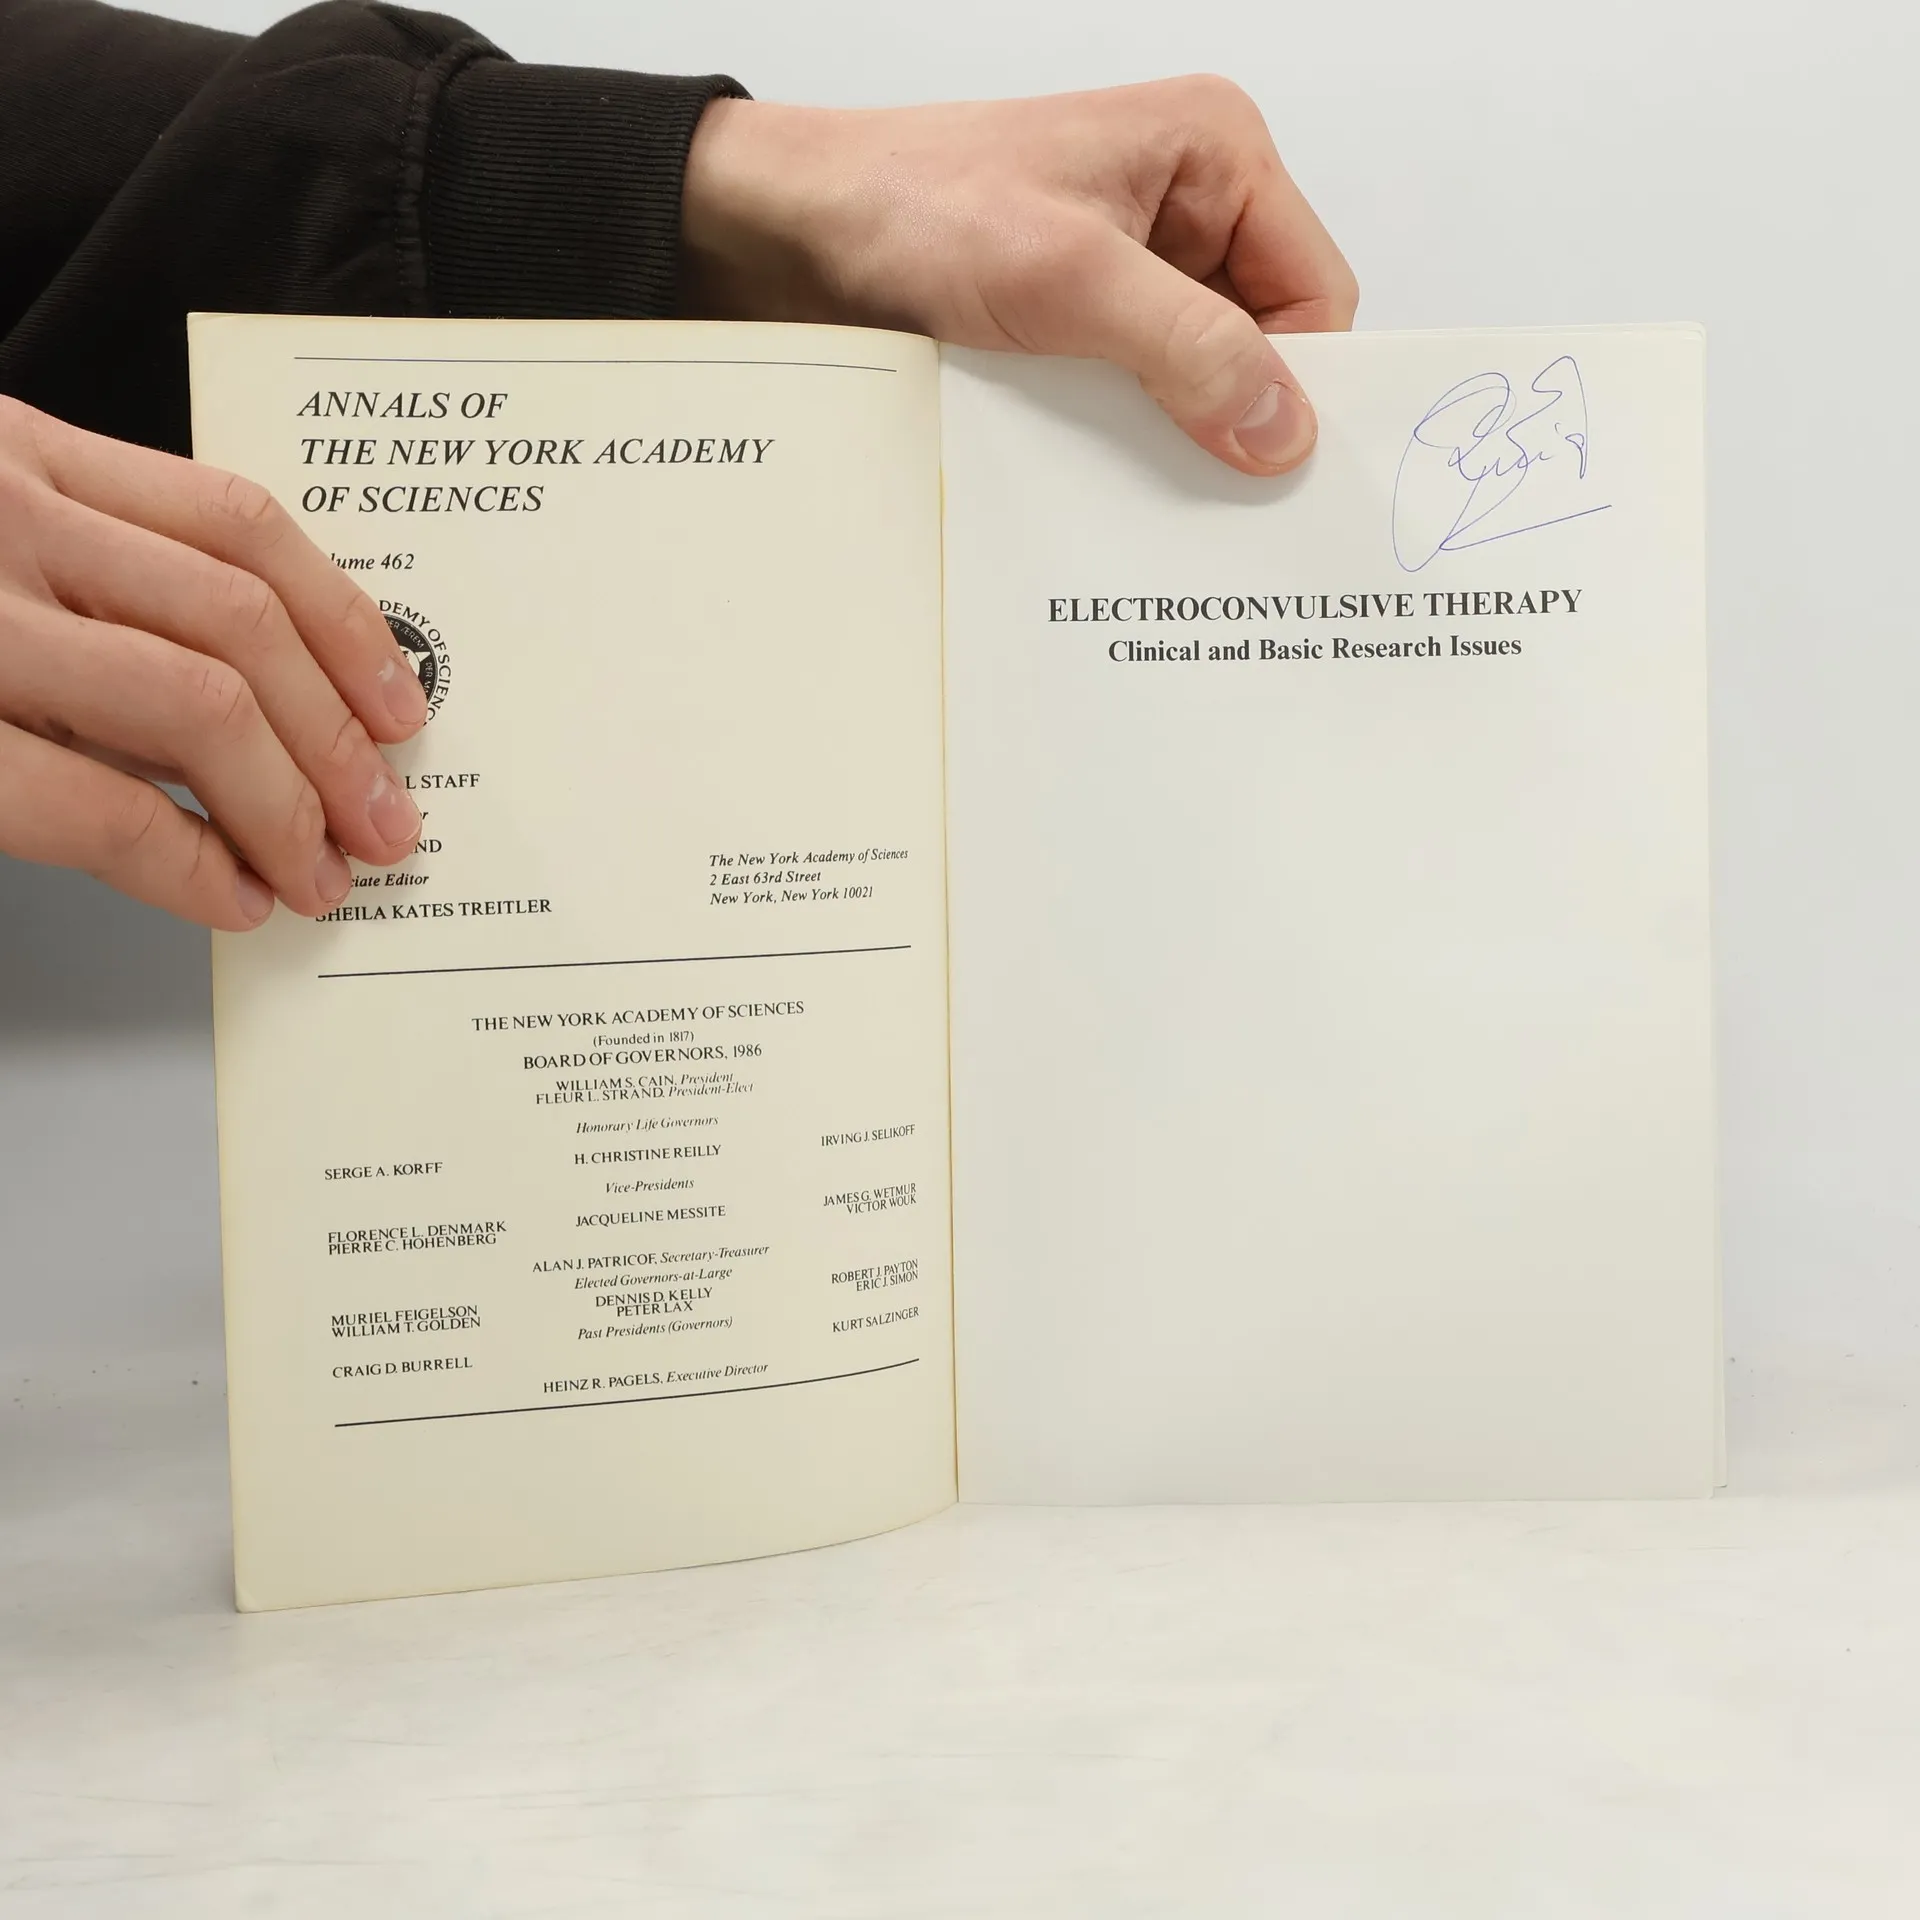 ANNALS OF
THE NEW YORK ACADEMY
OF SCIENCES
lume 462
DEMY OF SCIENC
L STAFF
r
ND
ciate Editor
SHEILA KATES TREITLER
The New York Academy of Sciences
2 East 63rd Street
New York, New York 10021
THE NEW YORK ACADEMY OF SCIENCES
(Founded in 1817)
BOARD OF GOVERNORS, 1986
WILLIAM S. CAIN, President
FLEUR L. STRAND, President-Elect
Honorary Life Governors
SERGE A. KORFF H. CHRISTINE REILLY IRVING J. SELIKOFF
Vice-Presidents
FLORENCE L. DENMARK JACQUELINE MESSITE JAMES G. WETMUR
PIERRE C. HOHENBERG VICTOR WOUK
ALAN J. PATRICOF, Secretary-Treasurer
Elected Governors-at-Large
MURIEL FEIGELSON DENNIS D. KELLY ROBERT J. PAYTON
WILLIAM T. GOLDEN PETER LAX ERIC J. SIMON
Past Presidents (Governors)
CRAIG D. BURRELL KURT SALZINGER
HEINZ R. PAGELS, Executive Director
ELECTROCONVULSIVE THERAPY
Clinical and Basic Research Issues